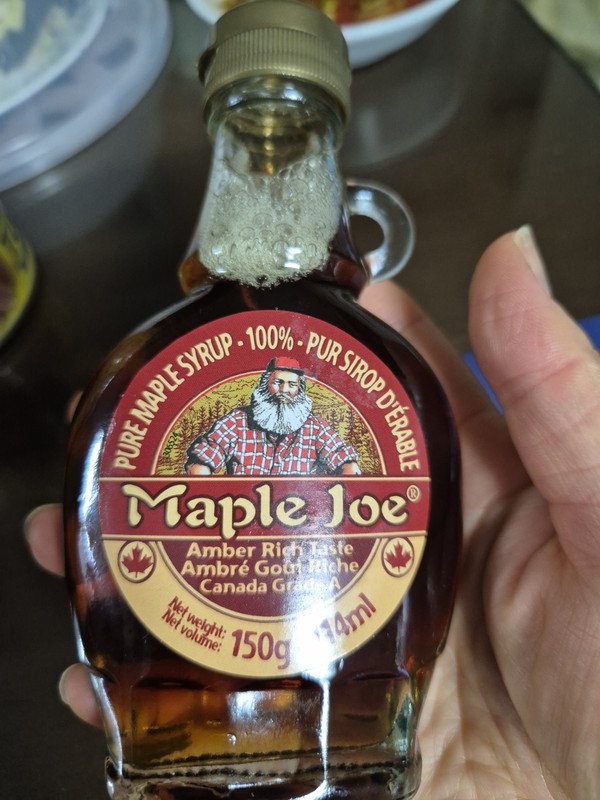 PURE MAPLE SYRUP - 100% - PUR SIROP D'ÉRABLE
Maple Joe®
Amber Rich Taste
Ambré Goût Riche
Canada Grade A
Net weight:
Net volume:
150g 114ml